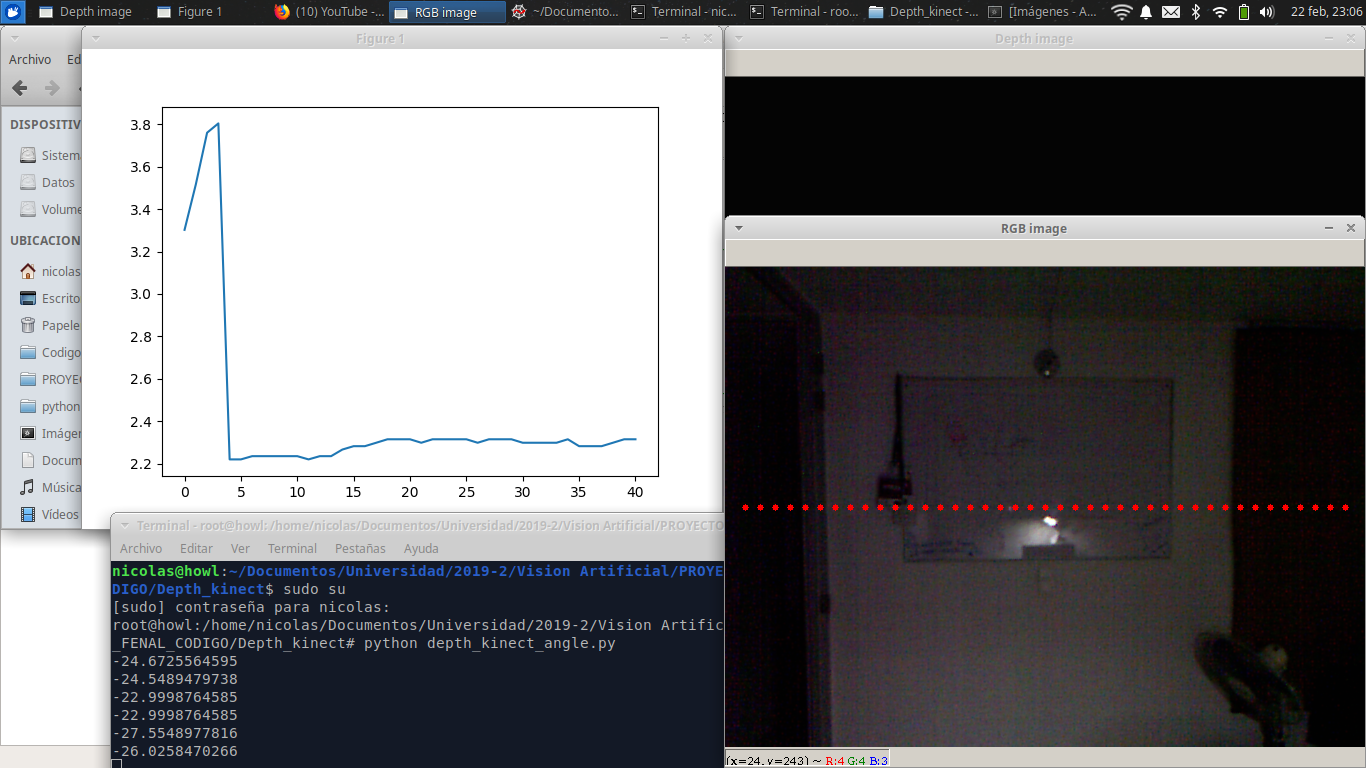 Depth image
Figure 1
(10) YouTube -...
RGB image
~/Documento...
Terminal - nic...
Terminal - roo...
Depth_kinect -...
[Imágenes - A...
22 feb, 23:06
Archivo Ed
DISPOSITIV
Sistema
Datos
Volume
UBICACION
nicolas
Escrito
Papele
Codigo
PROYE
python
Imáger
Docum
Música
Vídeos
Figure 1
3.8
3.6
3.4
3.2
3.0
2.8
2.6
2.4
2.2
0 5 10 15 20 25 30 35 40
Terminal - root@howl: /home/nicolas/Documentos/Universidad/2019-2/Vision Artificial/PROYECTO
Archivo Editar Ver Terminal Pestañas Ayuda
nicolas@howl:~/Documentos/Universidad/2019-2/Vision Artificial/PROYE
DIGO/Depth_kinect$ sudo su
[sudo] contraseña para nicolas:
root@howl:/home/nicolas/Documentos/Universidad/2019-2/Vision Artific
_FENAL_CODIGO/Depth_kinect# python depth_kinect_angle.py
-24.6725564595
-24.5489479738
-22.9998764585
-22.9998764585
-27.5548977816
-26.0258470266
Depth image
RGB image
(x=24, y=243) ~ R:4 G:4 B:3